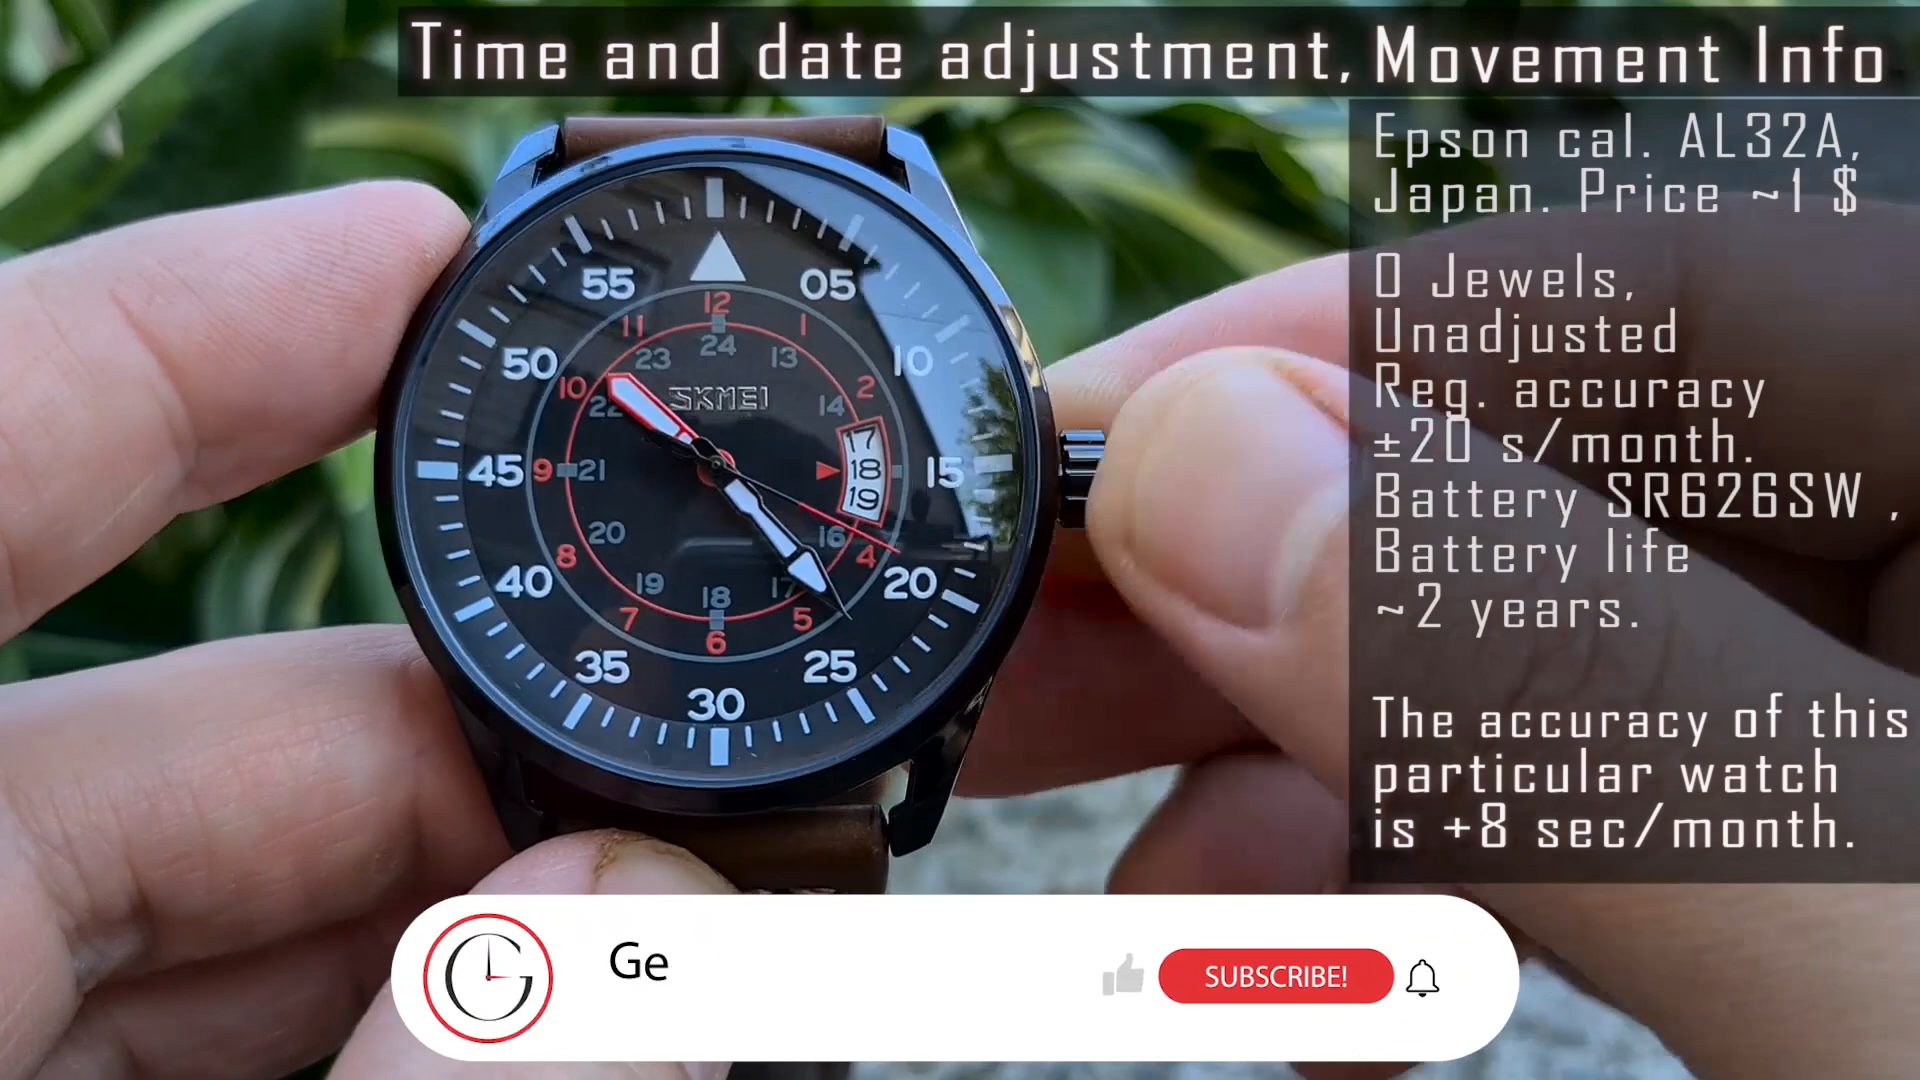 Time and date adjustment, Movement Info
Epson cal. AL32A,
Japan. Price ~1 $
0 Jewels,
Unadjusted
Reg. accuracy
±20 s/month.
Battery SR626SW ,
Battery life
~2 years.
The accuracy of this
particular watch
is +8 sec/month.
55 05
50 10
45 15
40 20
35 25
30
12
11 1
10 2
9
8 4
7 5
6
24
23 13
22 14
21
20 16
19 17
18
SKMEI
17
18
19
G
Ge
SUBSCRIBE!